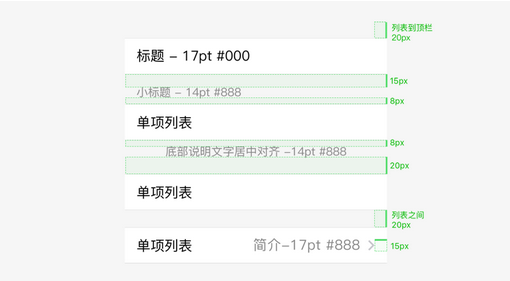 列表到顶栏
20px
标题 - 17pt #000
15px
小标题 - 14pt #888
8px
单项列表
8px
底部说明文字居中对齐 -14pt #888
20px
单项列表
列表之间
20px
单项列表
简介-17pt #888
15px